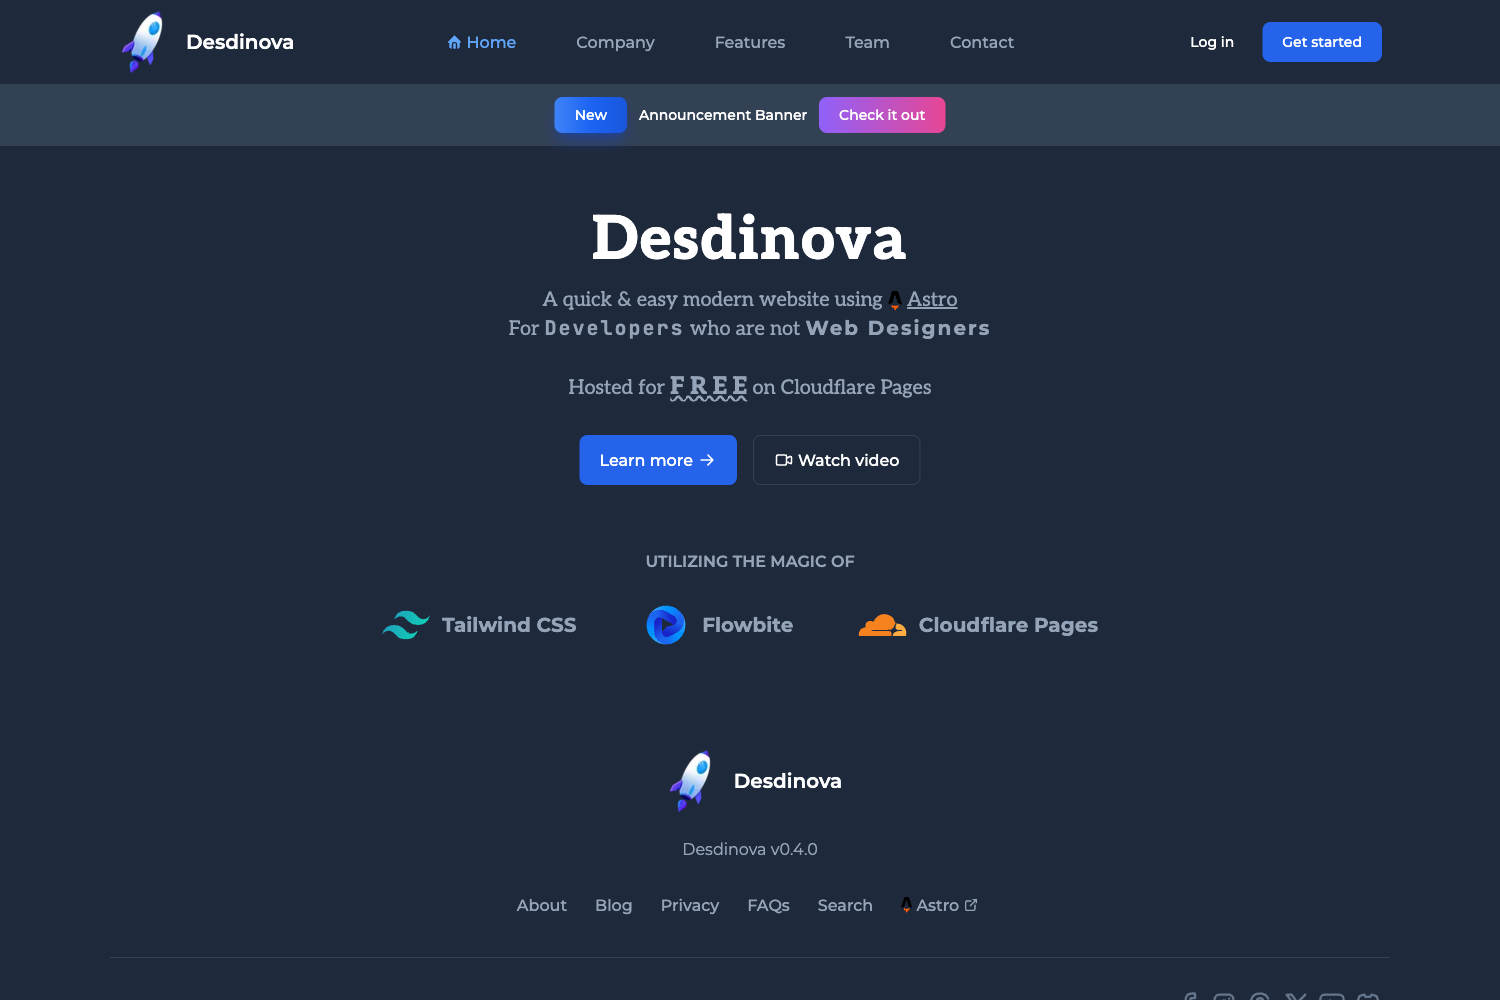 Desdinova
Home Company Features Team Contact
Log in Get started
New Announcement Banner Check it out
Desdinova
A quick & easy modern website using Astro
For Developers who are not Web Designers
Hosted for FREE on Cloudflare Pages
Learn more Watch video
UTILIZING THE MAGIC OF
Tailwind CSS Flowbite Cloudflare Pages
Desdinova
Desdinova v0.4.0
About Blog Privacy FAQs Search Astro